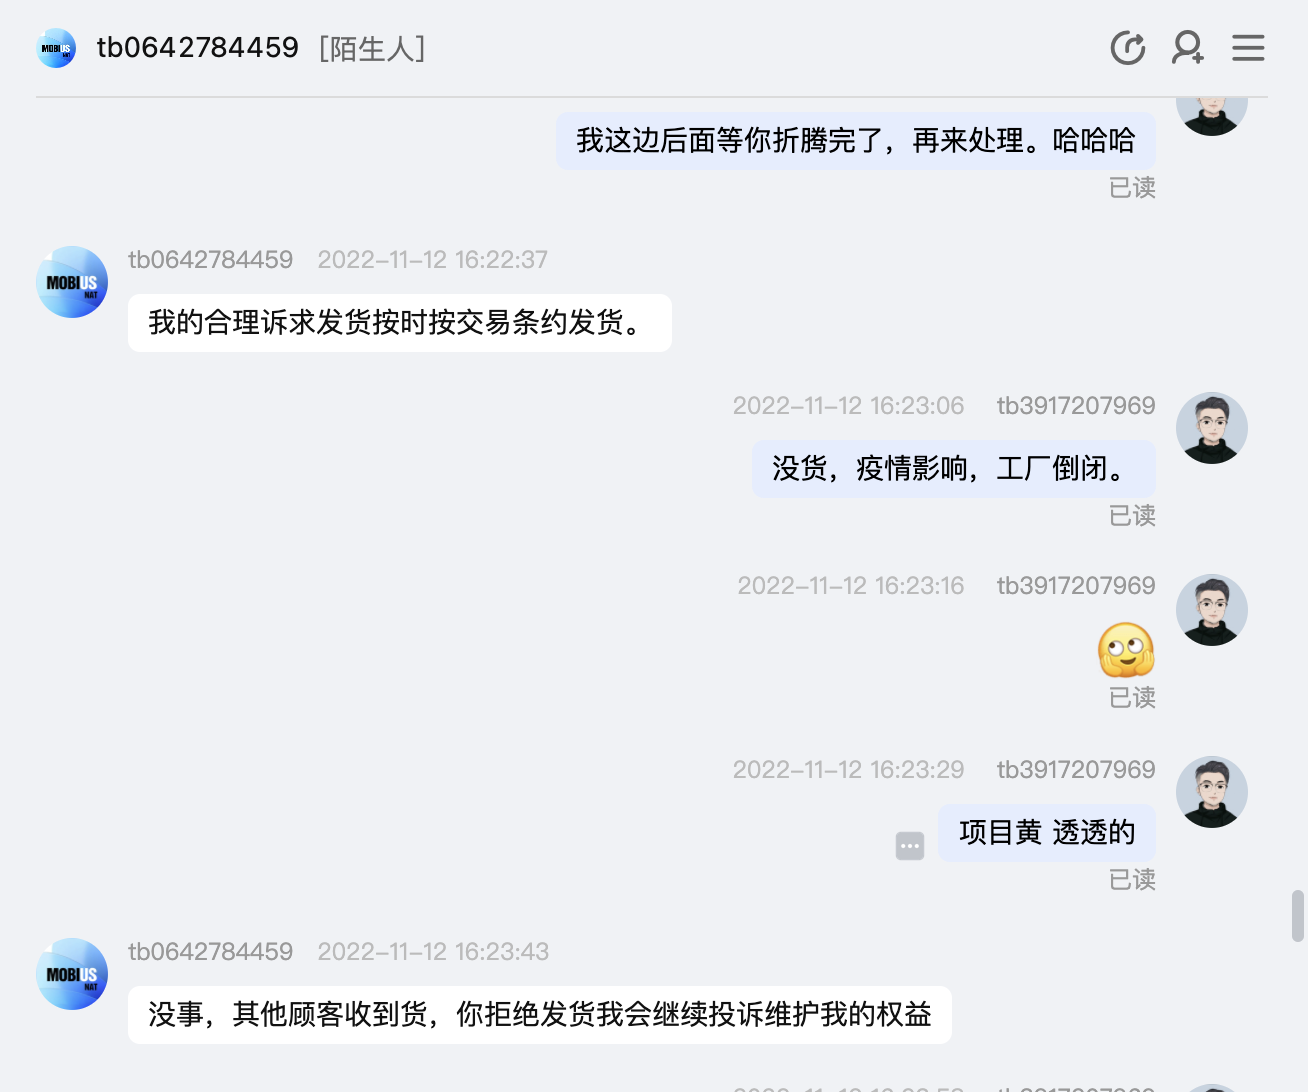 tb0642784459 [陌生人]
我这边后面等你折腾完了，再来处理。哈哈哈
已读
MOBIUS
NAT
tb0642784459 2022-11-12 16:22:37
我的合理诉求发货按时按交易条约发货。
2022-11-12 16:23:06 tb3917207969
没货，疫情影响，工厂倒闭。
已读
2022-11-12 16:23:16 tb3917207969
已读
2022-11-12 16:23:29 tb3917207969
项目黄 透透的
已读
MOBIUS
NAT
tb0642784459 2022-11-12 16:23:43
没事，其他顾客收到货，你拒绝发货我会继续投诉维护我的权益